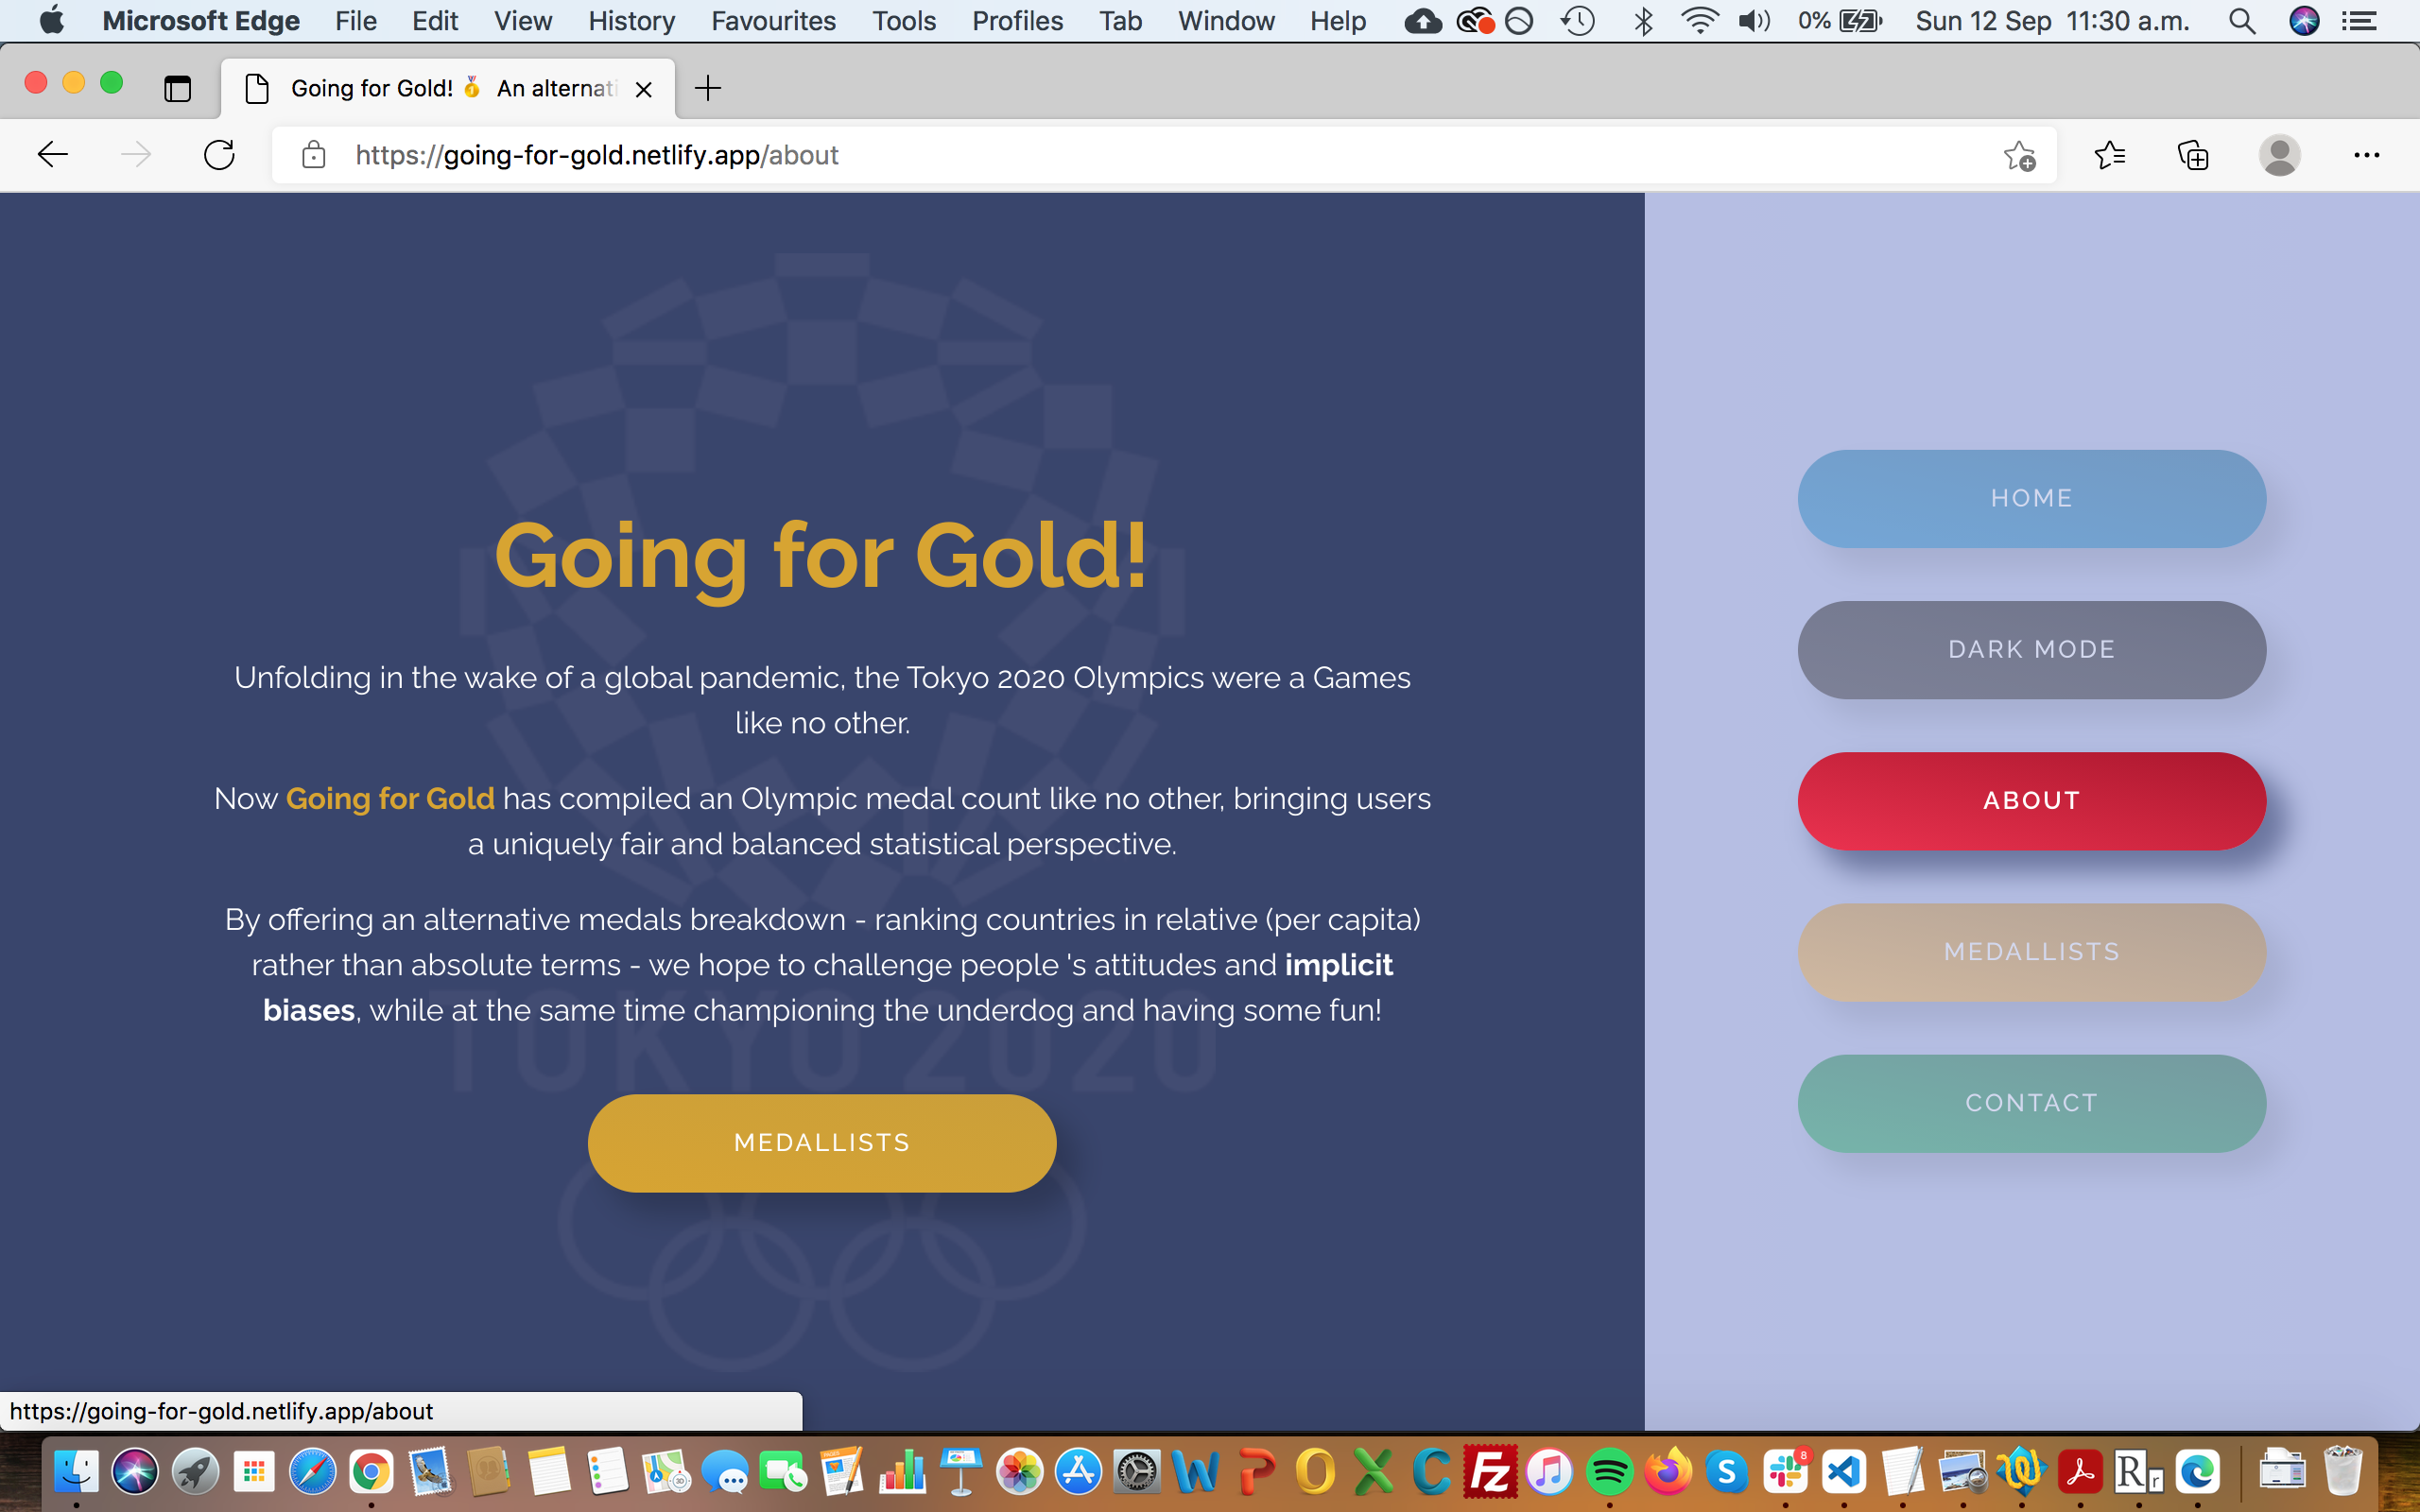 Microsoft Edge File Edit View History Favourites Tools Profiles Tab Window Help 0% Sun 12 Sep 11:30 a.m.
Going for Gold! 🥇 An alternati
https://going-for-gold.netlify.app/about
Going for Gold!
Unfolding in the wake of a global pandemic, the Tokyo 2020 Olympics were a Games
like no other.
Now Going for Gold has compiled an Olympic medal count like no other, bringing users
a uniquely fair and balanced statistical perspective.
By offering an alternative medals breakdown - ranking countries in relative (per capita)
rather than absolute terms - we hope to challenge people 's attitudes and implicit
biases, while at the same time championing the underdog and having some fun!
TOKYO 2020
MEDALLISTS
HOME
DARK MODE
ABOUT
MEDALLISTS
CONTACT
https://going-for-gold.netlify.app/about
W P O X C Fz S 8 R r